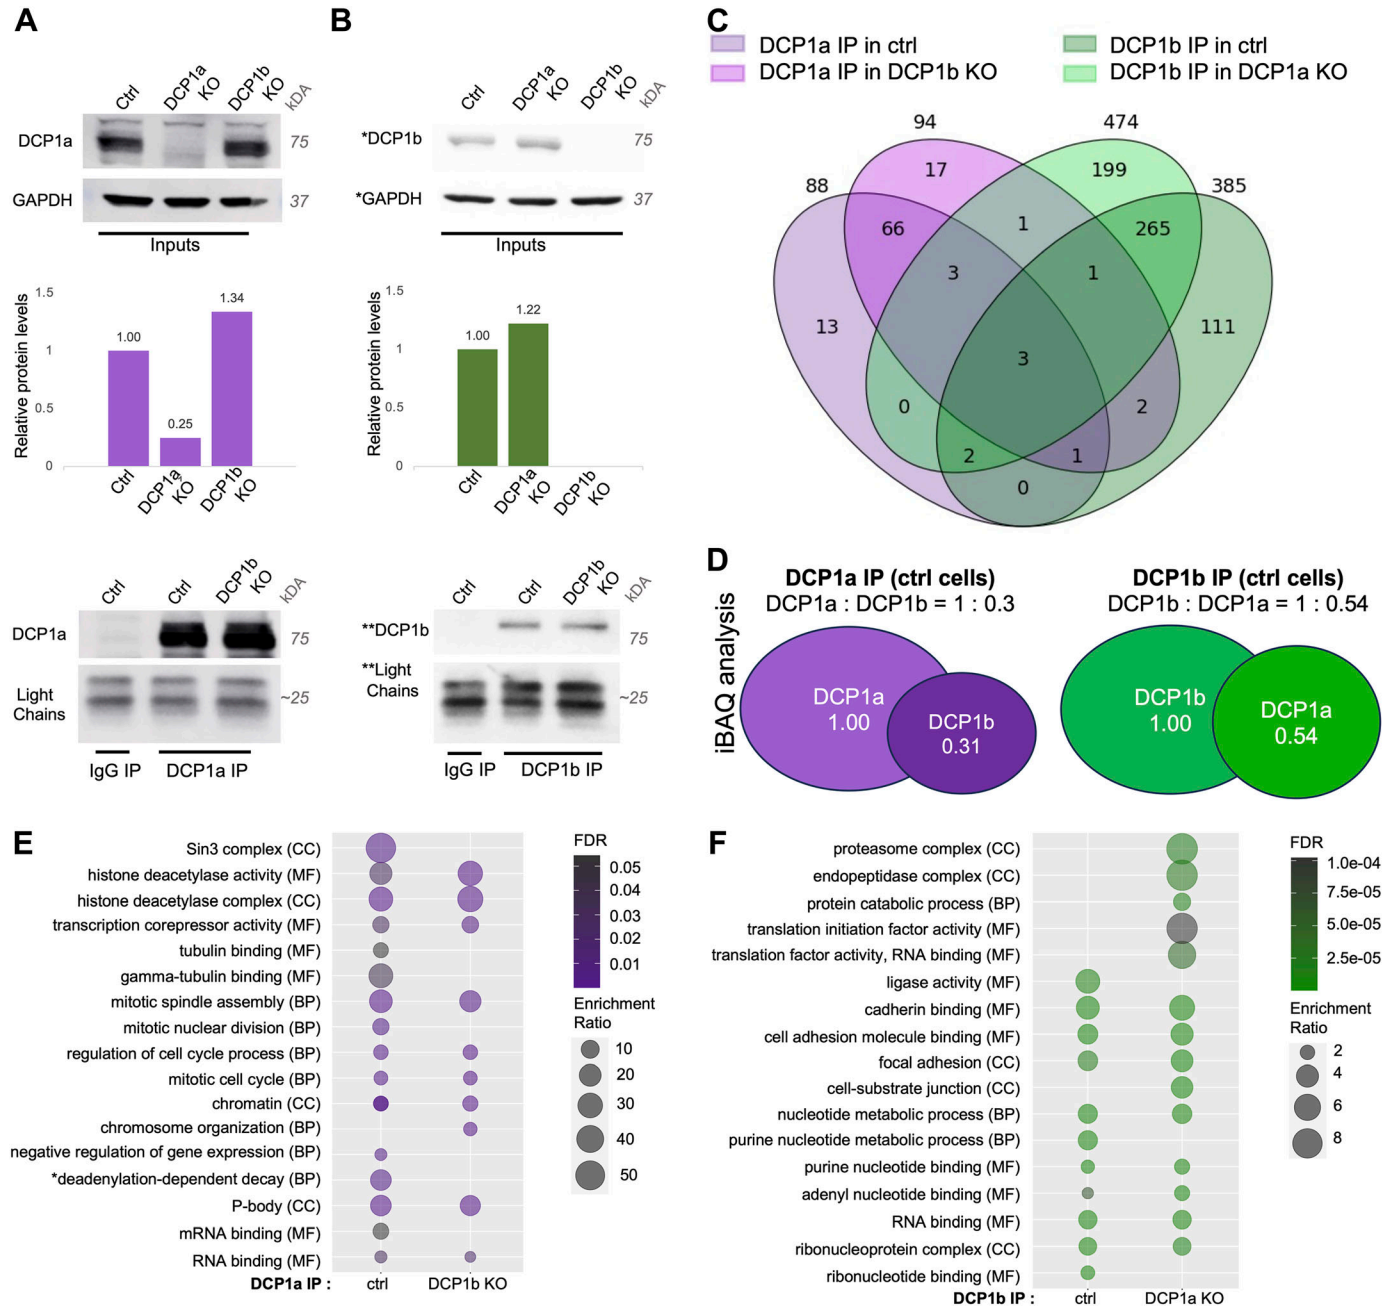 A
Ctrl
DCP1a
KO
DCP1b
KO
kDA
DCP1a
75
GAPDH
37
Inputs
Relative protein levels
1.5
1
0.5
0
1.00
0.25
1.34
Ctrl
DCP1a
KO
DCP1b
KO
Ctrl
Ctrl
DCP1b
KO
kDA
DCP1a
75
Light
Chains
~25
IgG IP
DCP1a IP
B
Ctrl
DCP1a
KO
DCP1b
KO
kDA
*DCP1b
75
*GAPDH
37
Inputs
Relative protein levels
1.5
1
0.5
0
1.00
1.22
Ctrl
DCP1a
KO
DCP1b
KO
Ctrl
Ctrl
DCP1b
KO
kDA
**DCP1b
75
**Light
Chains
~25
IgG IP
DCP1b IP
C
DCP1a IP in ctrl
DCP1a IP in DCP1b KO
DCP1b IP in ctrl
DCP1b IP in DCP1a KO
94
474
88
385
17
199
66
1
265
3
1
13
3
111
0
2
2
1
0
D
iBAQ analysis
DCP1a IP (ctrl cells)
DCP1a : DCP1b = 1 : 0.3
DCP1a
1.00
DCP1b
0.31
DCP1b IP (ctrl cells)
DCP1b : DCP1a = 1 : 0.54
DCP1b
1.00
DCP1a
0.54
E
Sin3 complex (CC)
histone deacetylase activity (MF)
histone deacetylase complex (CC)
transcription corepressor activity (MF)
tubulin binding (MF)
gamma-tubulin binding (MF)
mitotic spindle assembly (BP)
mitotic nuclear division (BP)
regulation of cell cycle process (BP)
mitotic cell cycle (BP)
chromatin (CC)
chromosome organization (BP)
negative regulation of gene expression (BP)
*deadenylation-dependent decay (BP)
P-body (CC)
mRNA binding (MF)
RNA binding (MF)
DCP1a IP :
ctrl
DCP1b KO
FDR
0.05
0.04
0.03
0.02
0.01
Enrichment
Ratio
10
20
30
40
50
F
proteasome complex (CC)
endopeptidase complex (CC)
protein catabolic process (BP)
translation initiation factor activity (MF)
translation factor activity, RNA binding (MF)
ligase activity (MF)
cadherin binding (MF)
cell adhesion molecule binding (MF)
focal adhesion (CC)
cell-substrate junction (CC)
nucleotide metabolic process (BP)
purine nucleotide metabolic process (BP)
purine nucleotide binding (MF)
adenyl nucleotide binding (MF)
RNA binding (MF)
ribonucleoprotein complex (CC)
ribonucleotide binding (MF)
DCP1b IP :
ctrl
DCP1a KO
FDR
1.0e-04
7.5e-05
5.0e-05
2.5e-05
Enrichment
Ratio
2
4
6
8